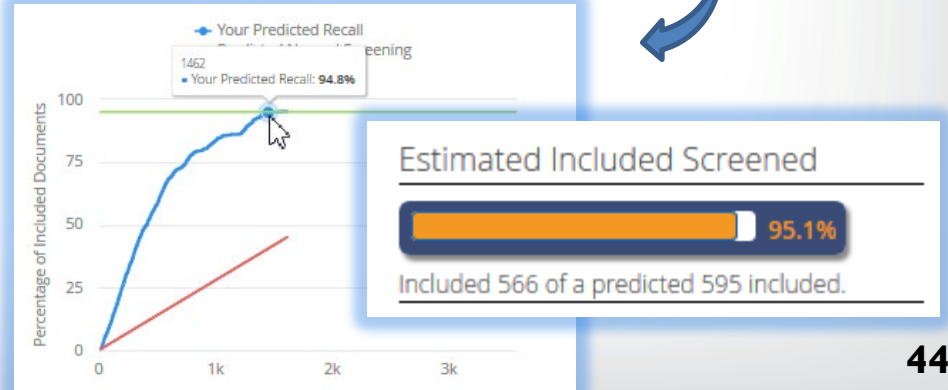 Your Predicted Recall
eening
1462
Your Predicted Recall: 94.8%
100
75
50
25
0
Percentage of Included Documents
0 1k 2k 3k
Estimated Included Screened
95.1%
Included 566 of a predicted 595 included.
44